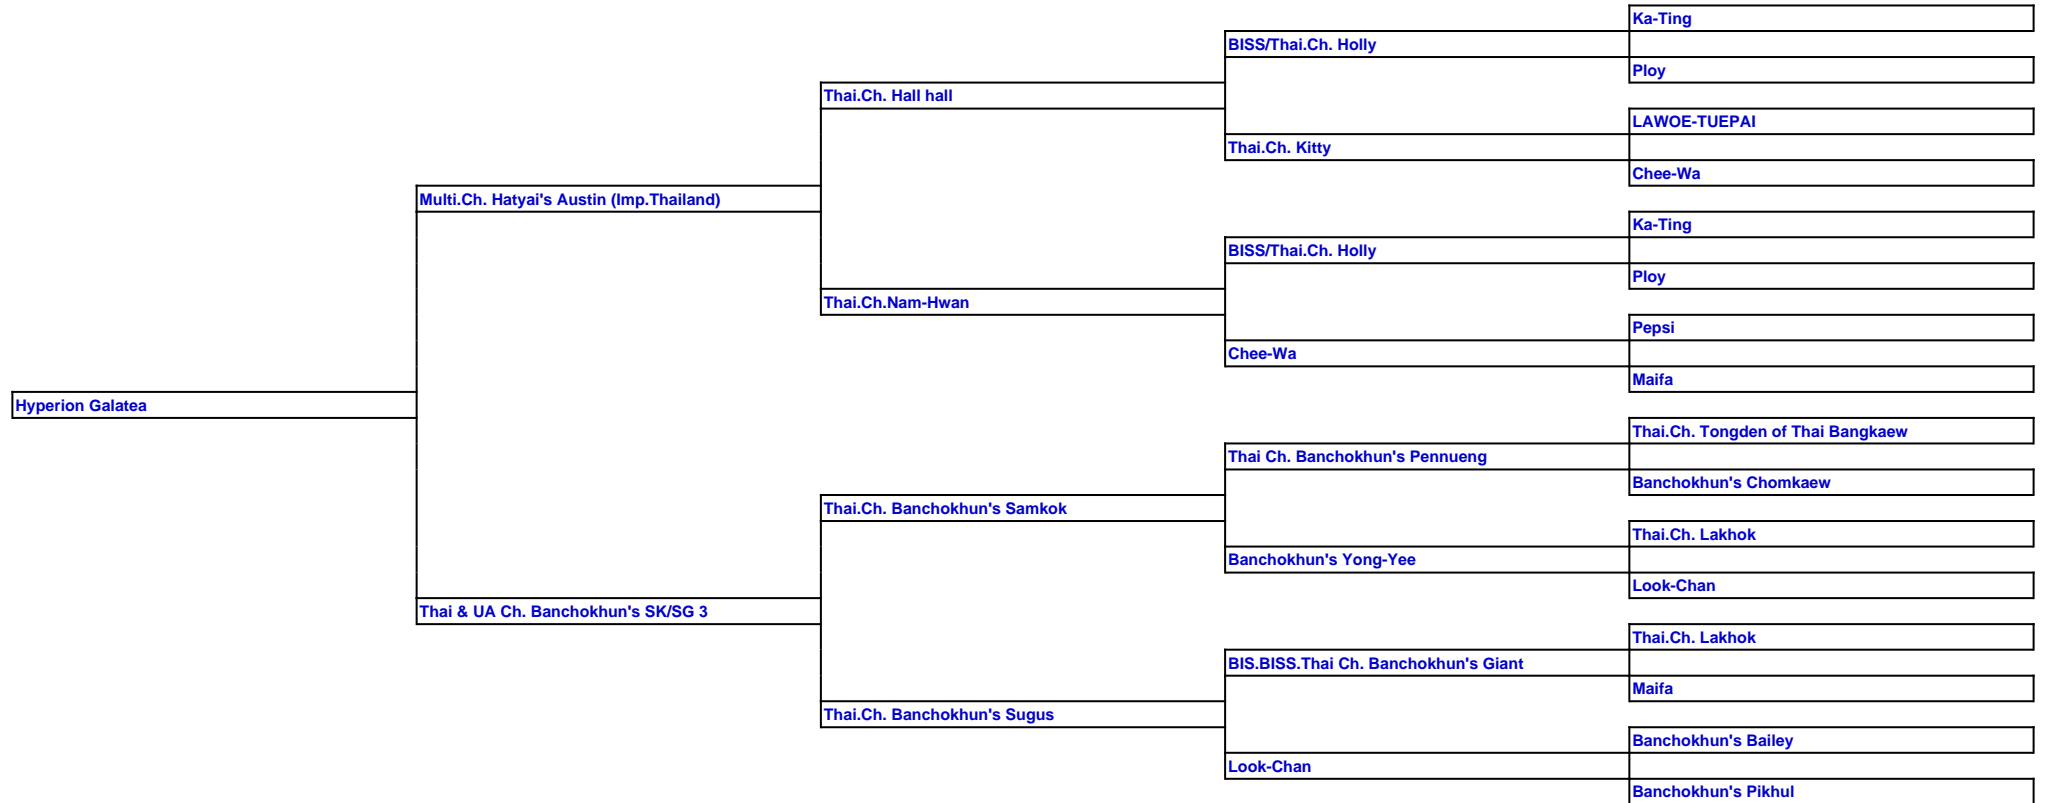 Ka-Ting
BISS/Thai.Ch. Holly
Ploy
Thai.Ch. Hall hall
LAWOE-TUEPAI
Thai.Ch. Kitty
Chee-Wa
Multi.Ch. Hatyai's Austin (Imp.Thailand)
Ka-Ting
BISS/Thai.Ch. Holly
Ploy
Thai.Ch.Nam-Hwan
Pepsi
Chee-Wa
Maifa
Hyperion Galatea
Thai.Ch. Tongden of Thai Bangkaew
Thai Ch. Banchokhun's Pennueng
Banchokhun's Chomkaew
Thai.Ch. Banchokhun's Samkok
Thai.Ch. Lakhok
Banchokhun's Yong-Yee
Look-Chan
Thai & UA Ch. Banchokhun's SK/SG 3
Thai.Ch. Lakhok
BIS.BISS.Thai Ch. Banchokhun's Giant
Maifa
Thai.Ch. Banchokhun's Sugus
Banchokhun's Bailey
Look-Chan
Banchokhun's Pikhul